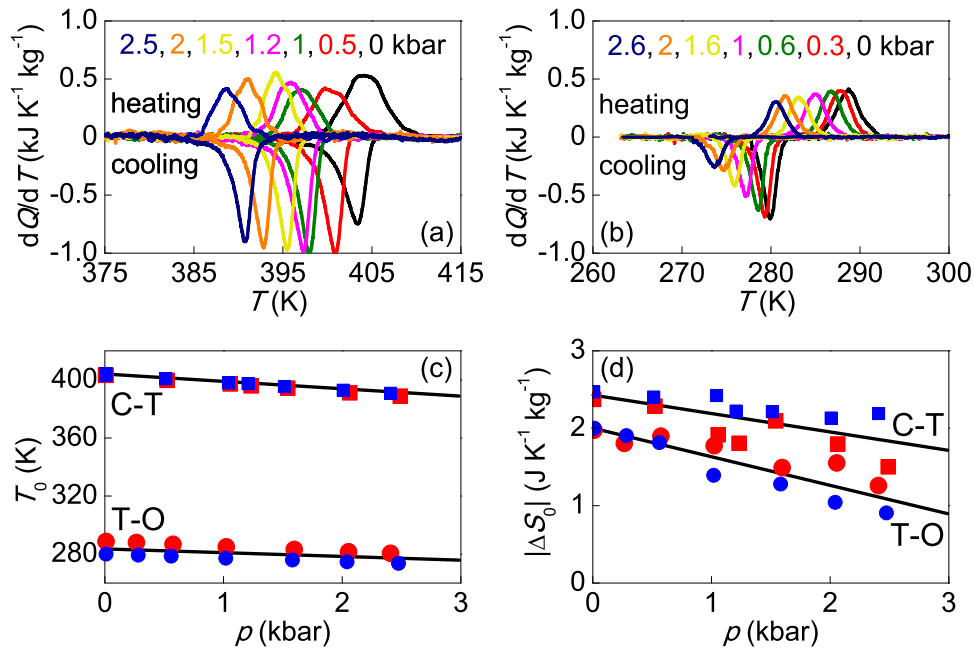 1.0
0.5
0
-0.5
-1.0
dQ/dT (kJ K⁻¹ kg⁻¹)
2.5, 2, 1.5, 1.2, 1, 0.5, 0 kbar
heating
cooling
(a)
375 385 395 405 415
T (K)
1.0
0.5
0
-0.5
-1.0
dQ/dT (kJ K⁻¹ kg⁻¹)
2.6, 2, 1.6, 1, 0.6, 0.3, 0 kbar
heating
cooling
(b)
260 270 280 290 300
T (K)
400
360
320
280
T₀ (K)
(c)
C-T
T-O
0 1 2 3
p (kbar)
3
2
1
0
|ΔS₀| (J K⁻¹ kg⁻¹)
(d)
C-T
T-O
0 1 2 3
p (kbar)